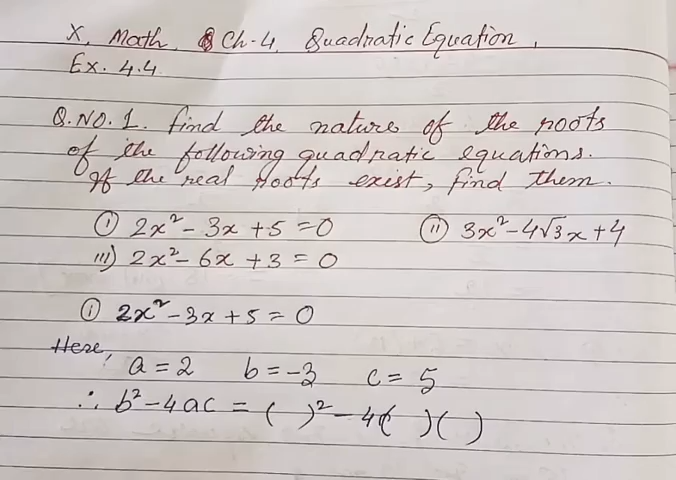 X, Math, Ch-4, Quadratic Equation,
Ex. 4.4
Q.NO.1. find the nature of the roots
of the following quadratic equations.
If the real roots exist, find them.
(i) 2x² - 3x + 5 = 0 (ii) 3x² - 4√3x + 4
iii) 2x² - 6x + 3 = 0
(i) 2x² - 3x + 5 = 0
Here,
a = 2 b = -3 c = 5
∴ b² - 4ac = ( )² - 4( )( )